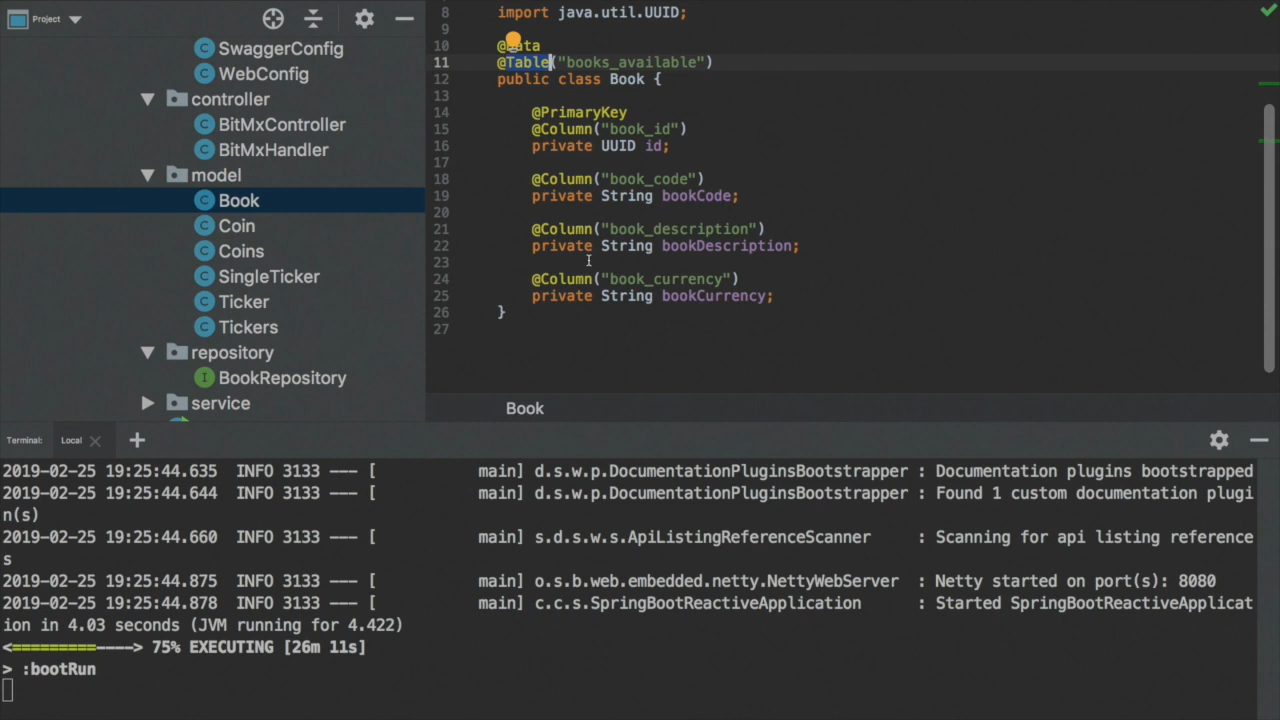 Project
SwaggerConfig
WebConfig
controller
BitMxController
BitMxHandler
model
Book
Coin
Coins
SingleTicker
Ticker
Tickers
repository
BookRepository
service
8 import java.util.UUID;
9
10 @Data
11 @Table("books_available")
12 public class Book {
13
14 @PrimaryKey
15 @Column("book_id")
16 private UUID id;
17
18 @Column("book_code")
19 private String bookCode;
20
21 @Column("book_description")
22 private String bookDescription;
23
24 @Column("book_currency")
25 private String bookCurrency;
26 }
27
Book
Terminal: Local
2019-02-25 19:25:44.635 INFO 3133 --- [ main] d.s.w.p.DocumentationPluginsBootstrapper : Documentation plugins bootstrapped
2019-02-25 19:25:44.644 INFO 3133 --- [ main] d.s.w.p.DocumentationPluginsBootstrapper : Found 1 custom documentation plugi
n(s)
2019-02-25 19:25:44.660 INFO 3133 --- [ main] s.d.s.w.s.ApiListingReferenceScanner : Scanning for api listing reference
s
2019-02-25 19:25:44.875 INFO 3133 --- [ main] o.s.b.web.embedded.netty.NettyWebServer : Netty started on port(s): 8080
2019-02-25 19:25:44.878 INFO 3133 --- [ main] c.c.s.SpringBootReactiveApplication : Started SpringBootReactiveApplicat
ion in 4.03 seconds (JVM running for 4.422)
<=========----> 75% EXECUTING [26m 11s]
> :bootRun